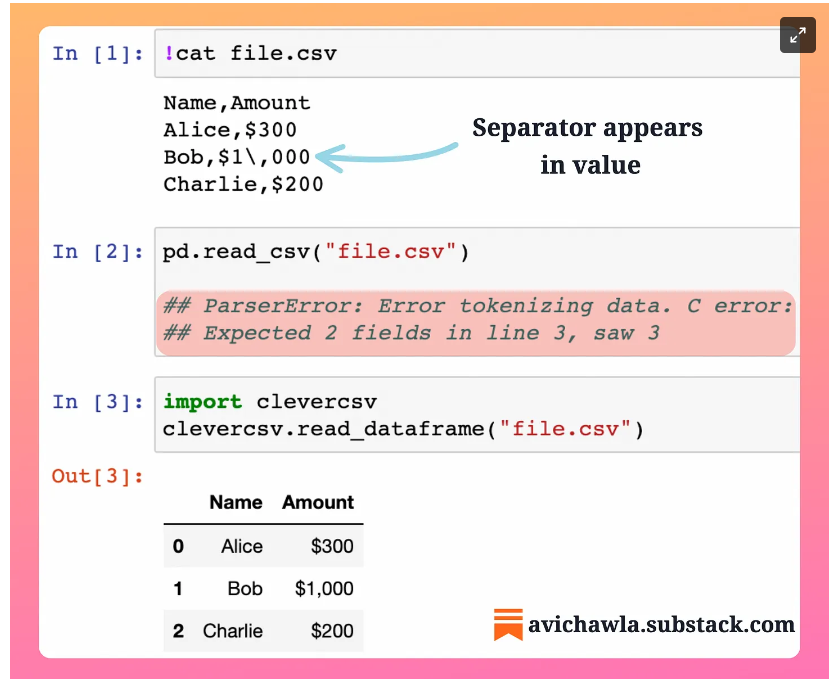 In [1]: !cat file.csv
Name,Amount
Alice,$300
Bob,$1\,000
Charlie,$200
Separator appears
in value
In [2]: pd.read_csv("file.csv")
## ParserError: Error tokenizing data. C error:
## Expected 2 fields in line 3, saw 3
In [3]: import clevercsv
clevercsv.read_dataframe("file.csv")
Out[3]:
Name Amount
0 Alice $300
1 Bob $1,000
2 Charlie $200
avichawla.substack.com